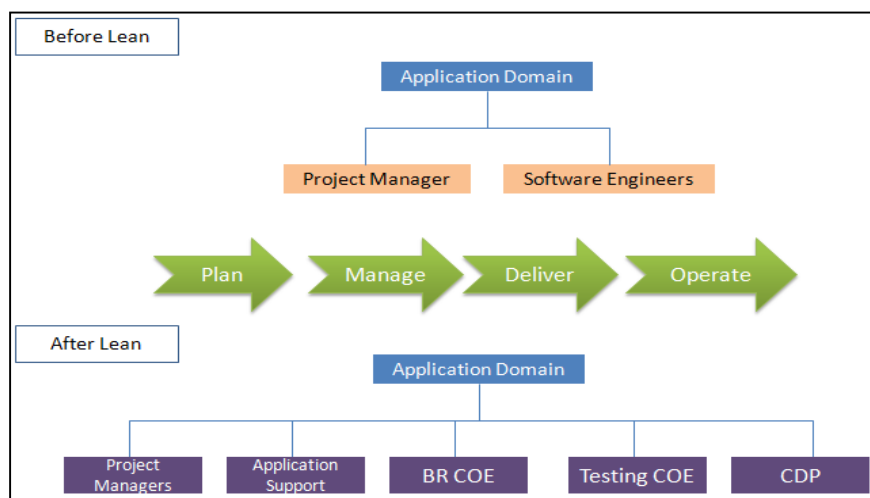 Before Lean
Application Domain
Project Manager
Software Engineers
Plan
Manage
Deliver
Operate
After Lean
Application Domain
Project
Managers
Application
Support
BR COE
Testing COE
CDP